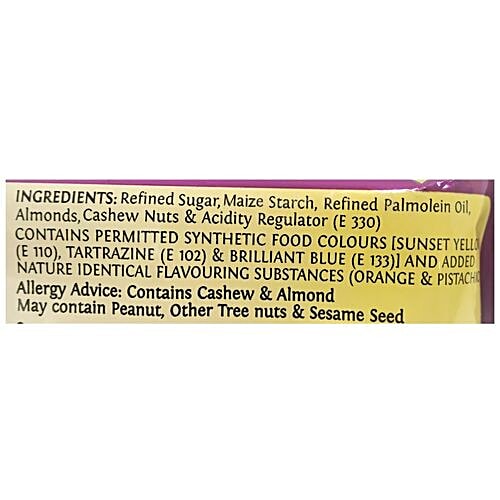 INGREDIENTS: Refined Sugar, Maize Starch, Refined Palmolein Oil,
Almonds, Cashew Nuts & Acidity Regulator (E 330)
CONTAINS PERMITTED SYNTHETIC FOOD COLOURS [SUNSET YELLO
(E 110), TARTRAZINE (E 102) & BRILLIANT BLUE (E 133)] AND ADDED
NATURE IDENTICAL FLAVOURING SUBSTANCES (ORANGE & PISTACHIO
Allergy Advice: Contains Cashew & Almond
May contain Peanut, Other Tree nuts & Sesame Seed